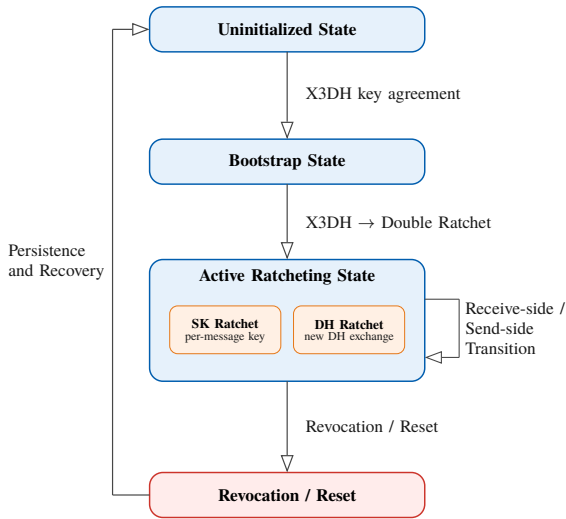 Uninitialized State
X3DH key agreement
Bootstrap State
X3DH → Double Ratchet
Persistence
and Recovery
Active Ratcheting State
SK Ratchet
per-message key
DH Ratchet
new DH exchange
Receive-side /
Send-side
Transition
Revocation / Reset
Revocation / Reset